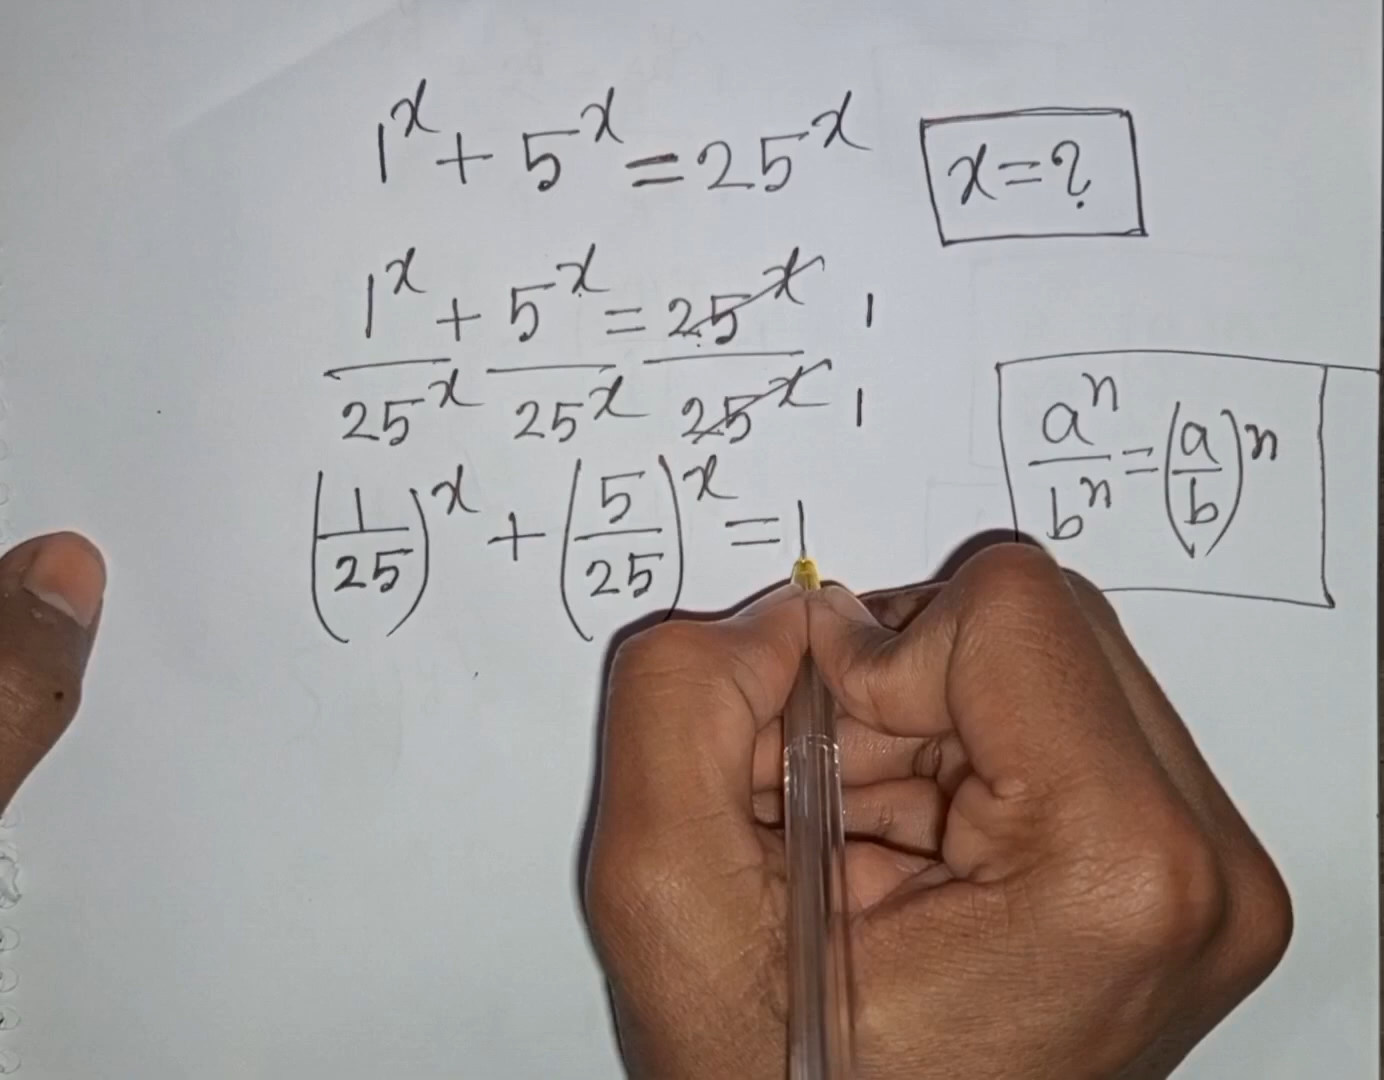 1^x + 5^x = 25^x
x = ?
1^x/25^x + 5^x/25^x = 25^x/25^x 1/1
a^n/b^n = (a/b)^n
(1/25)^x + (5/25)^x = 1